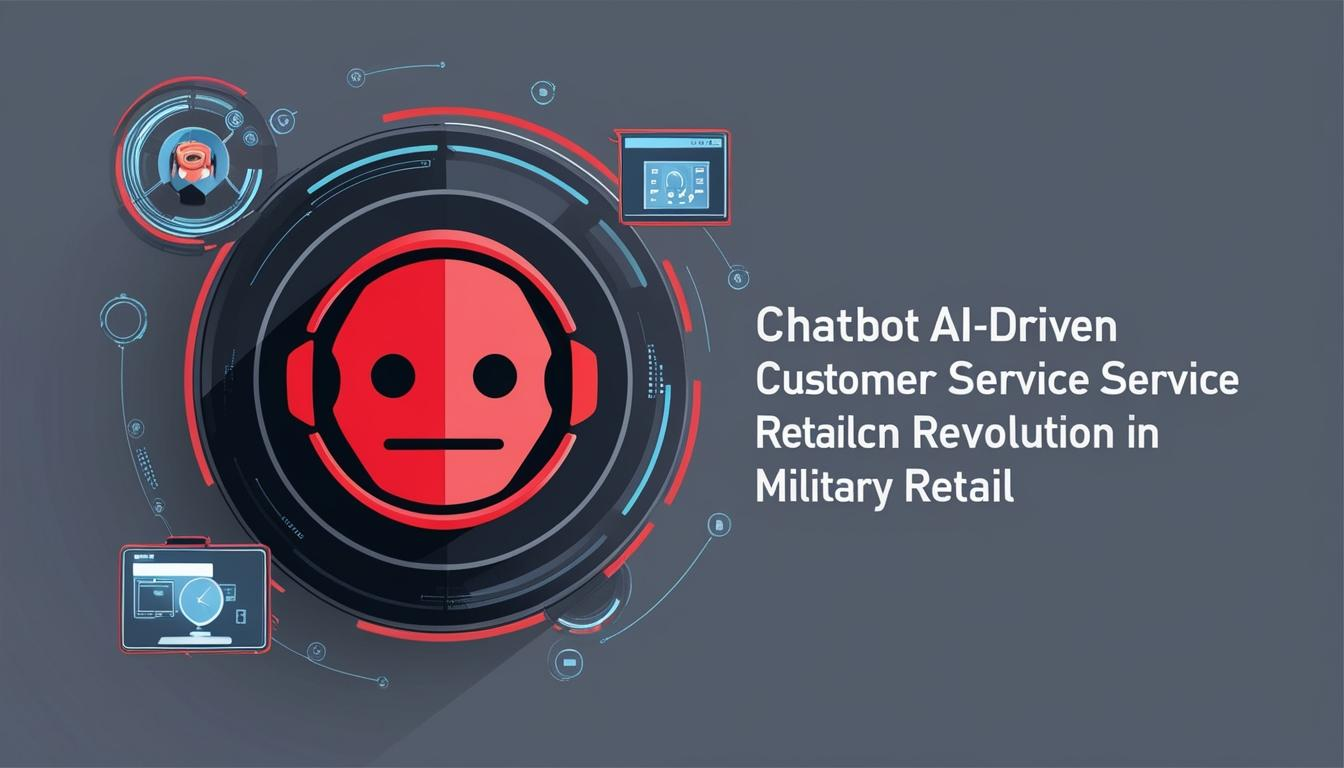 Chatbot AI-Driven
Customer Service Service
Retailcn Revolution in
Military Retail